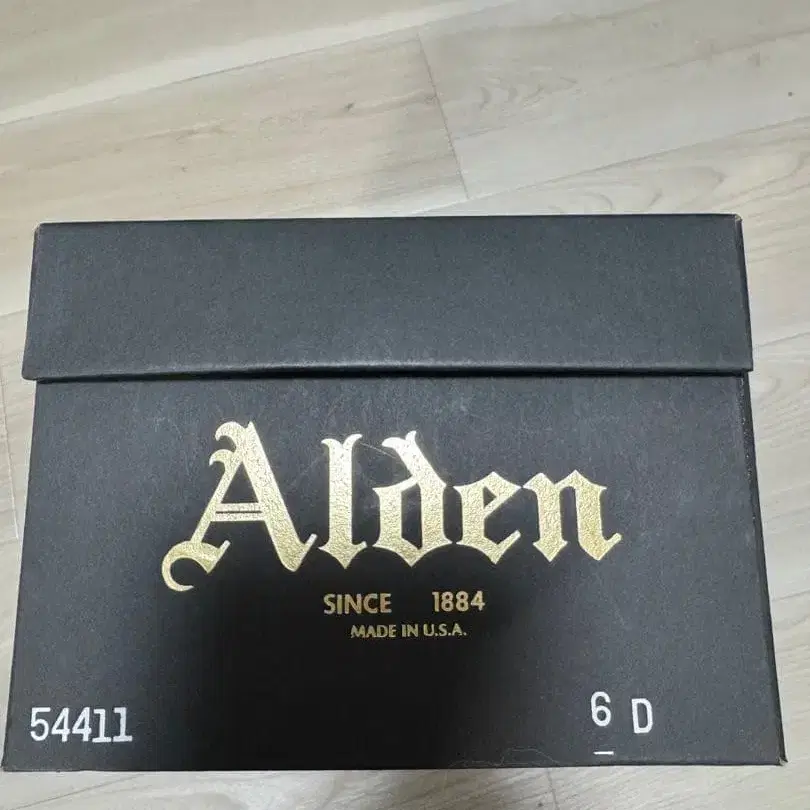 Alden
SINCE 1884
MADE IN U.S.A.
54411 6 D